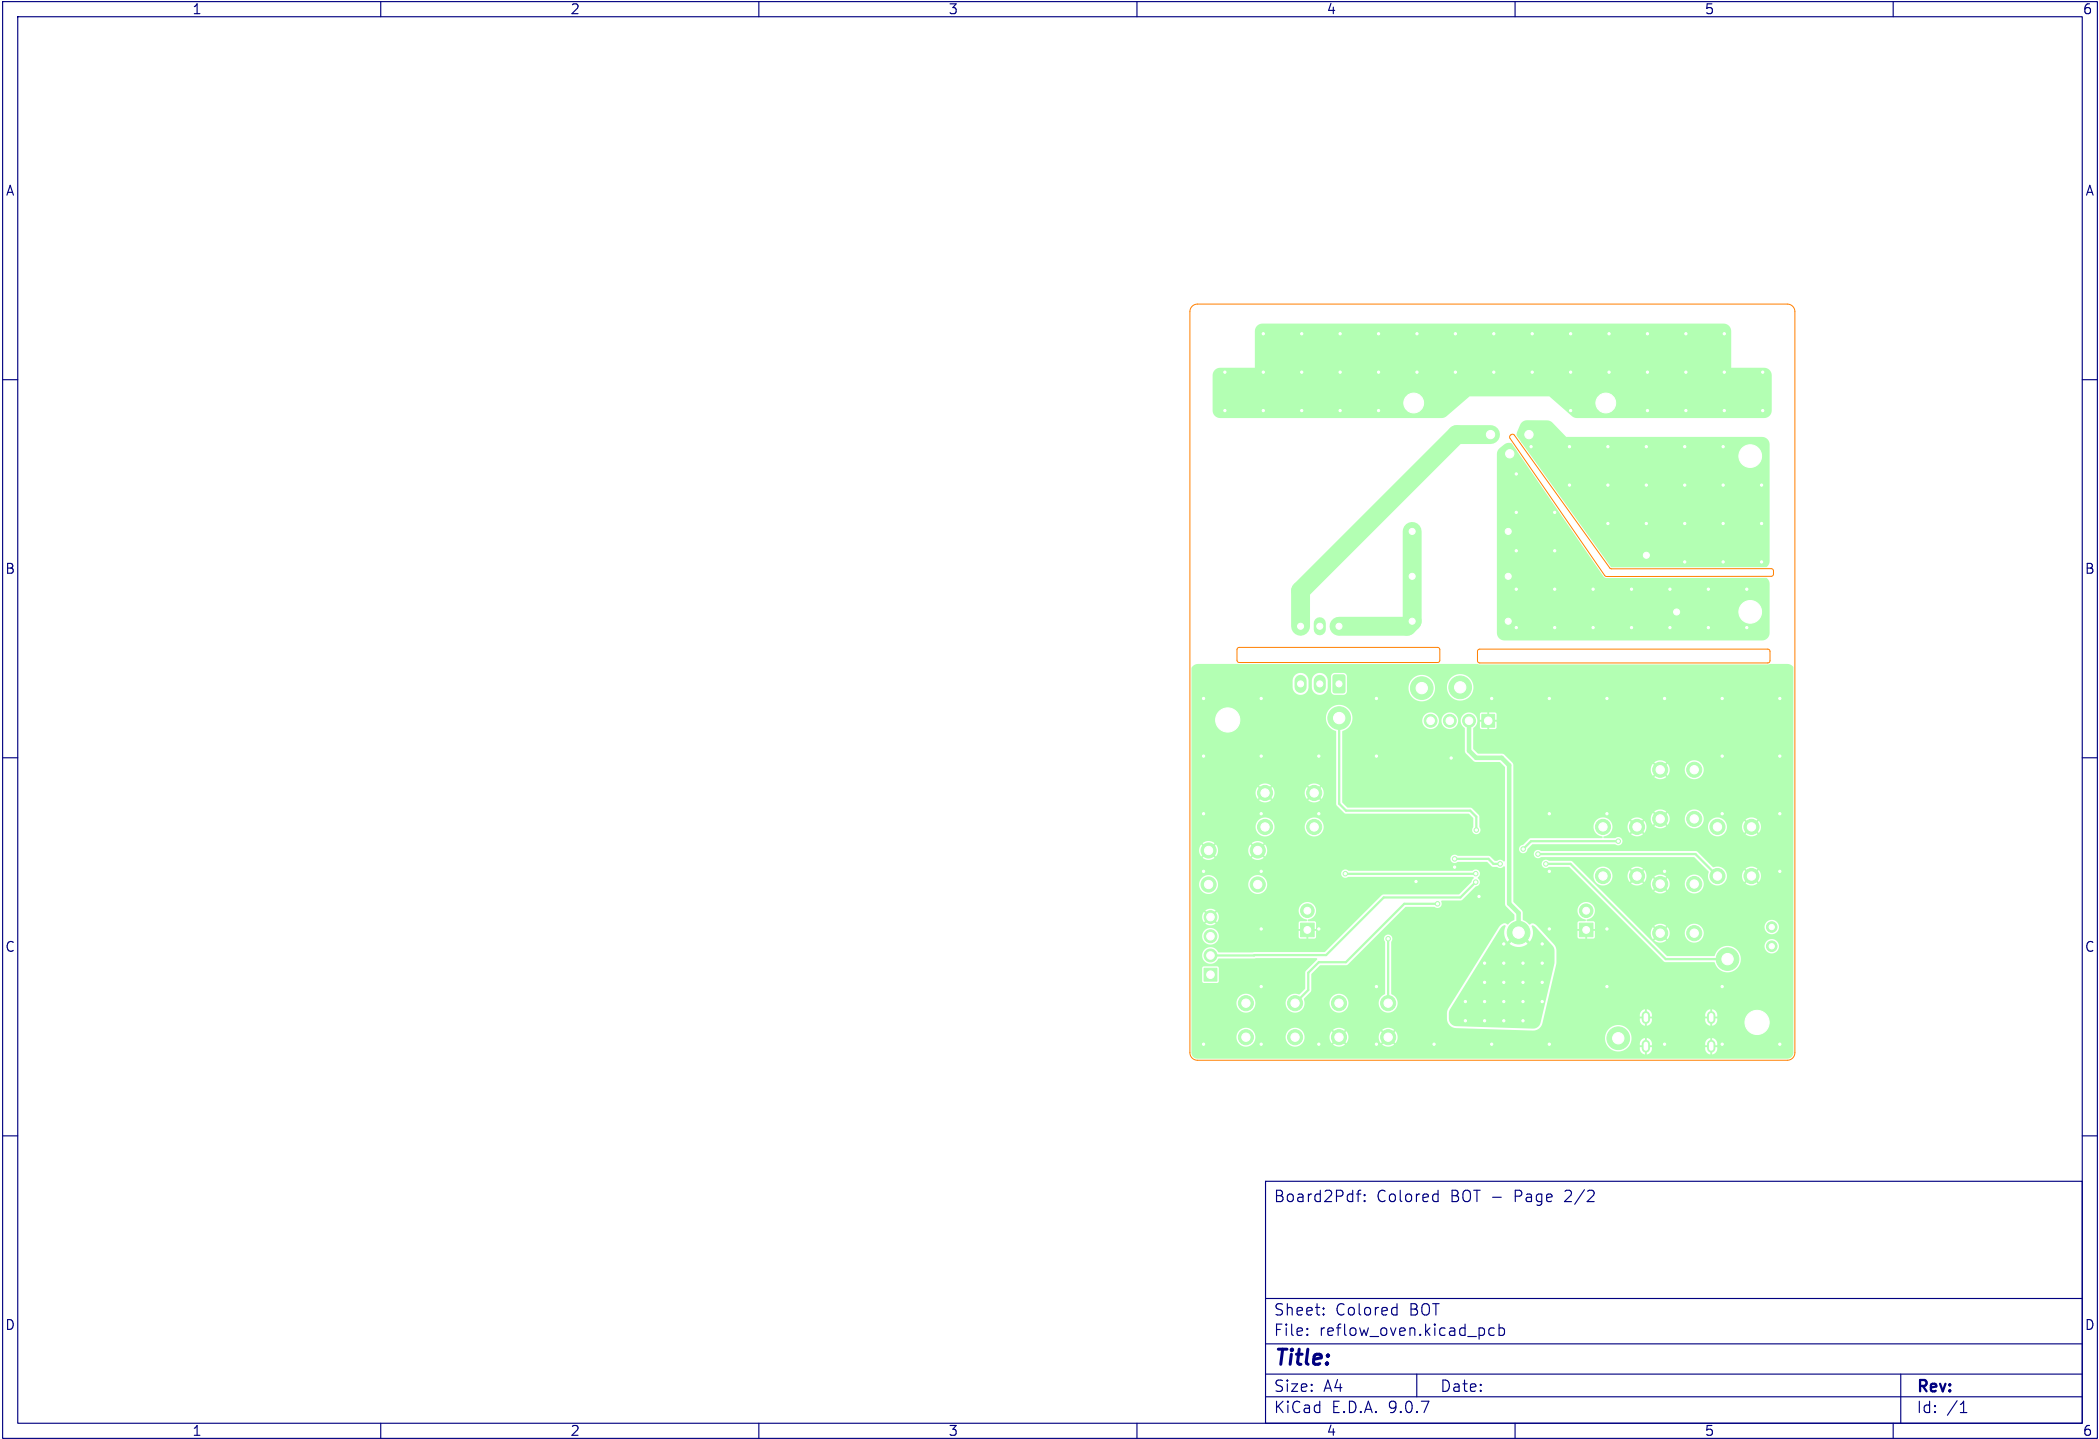 1 2 3 4 5 6
A A
B B
C C
Board2Pdf: Colored BOT - Page 2/2
Sheet: Colored BOT
File: reflow_oven.kicad_pcb
D D
Title:
Size: A4 Date: Rev:
KiCad E.D.A. 9.0.7 Id: /1
1 2 3 4 5 6